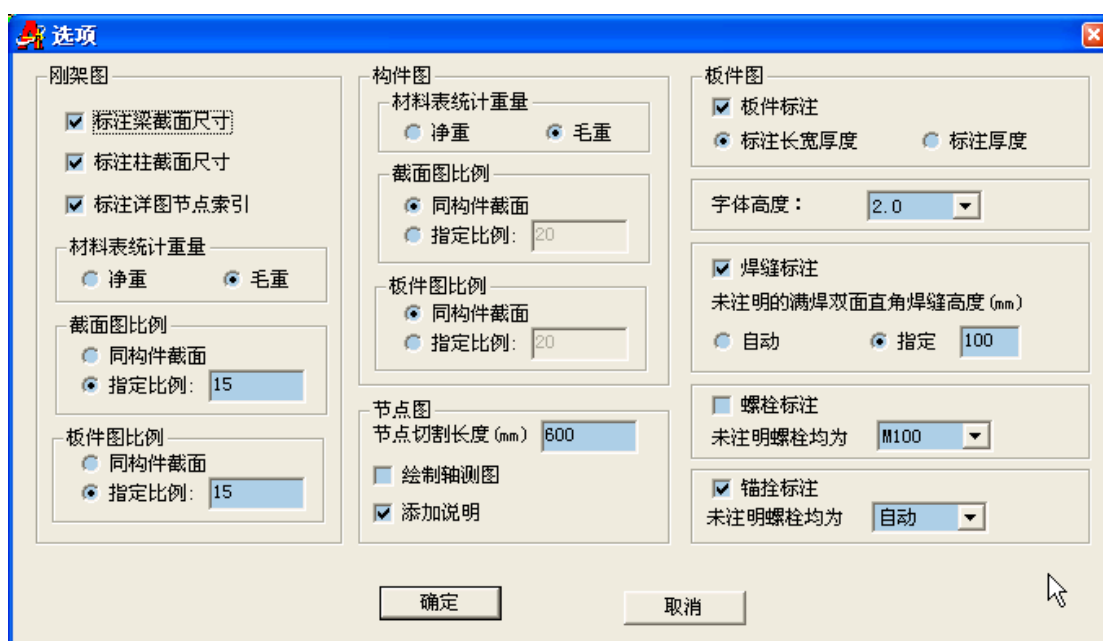 选项
刚架图
标注梁截面尺寸
标注柱截面尺寸
标注详图节点索引
材料表统计重量
净重 毛重
截面图比例
同构件截面
指定比例: 15
板件图比例
同构件截面
指定比例: 15
构件图
材料表统计重量
净重 毛重
截面图比例
同构件截面
指定比例: 20
板件图比例
同构件截面
指定比例: 20
节点图
节点切割长度(mm) 600
绘制轴测图
添加说明
板件图
板件标注
标注长宽厚度 标注厚度
字体高度: 2.0
焊缝标注
未注明的满焊双面直角焊缝高度(mm)
自动 指定 100
螺栓标注
未注明螺栓均为 M100
锚拴标注
未注明螺栓均为 自动
确定 取消